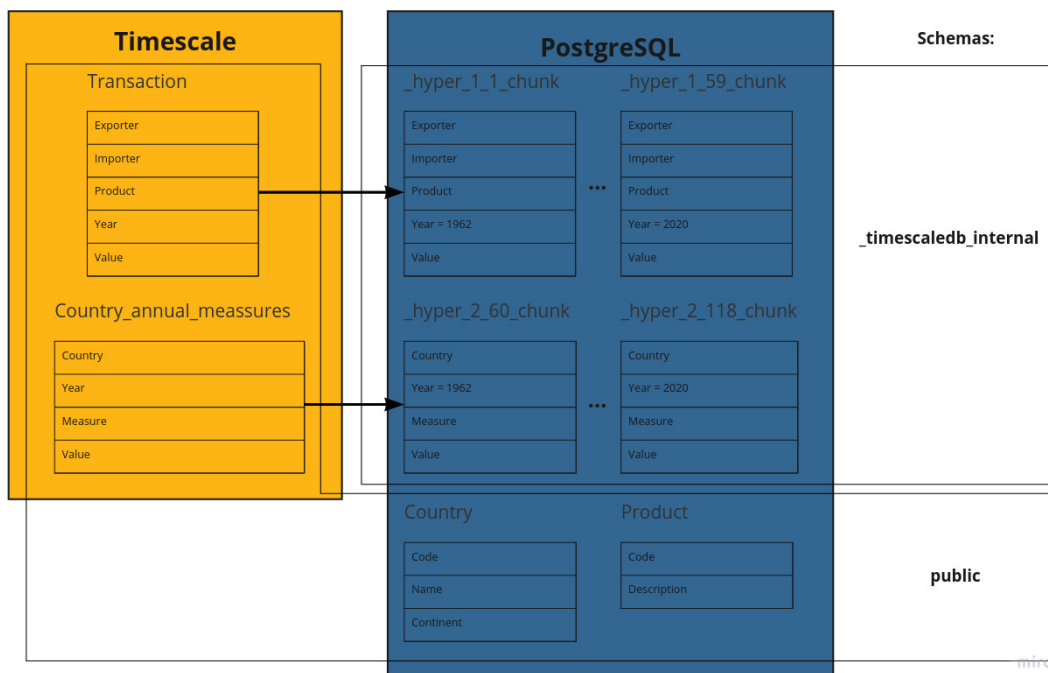 Timescale
PostgreSQL
Schemas:
Transaction
Exporter
Importer
Product
Year
Value
_hyper_1_1_chunk
Exporter
Importer
Product
Year = 1962
Value
...
_hyper_1_59_chunk
Exporter
Importer
Product
Year = 2020
Value
_timescaledb_internal
Country_annual_meassures
Country
Year
Measure
Value
_hyper_2_60_chunk
Country
Year = 1962
Measure
Value
...
_hyper_2_118_chunk
Country
Year = 2020
Measure
Value
Country
Code
Name
Continent
Product
Code
Description
public